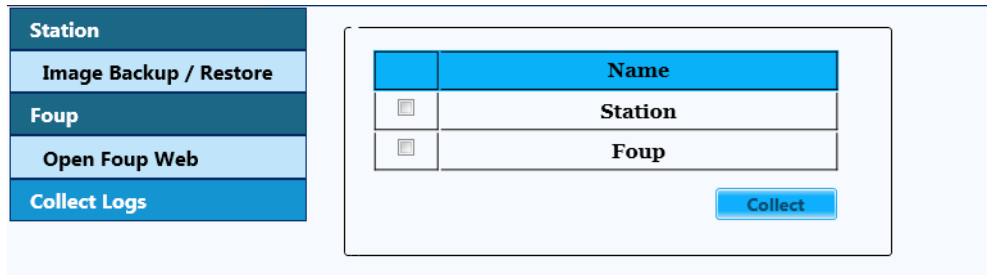 Station
Image Backup / Restore
Foup
Open Foup Web
Collect Logs
Name
Station
Foup
Collect